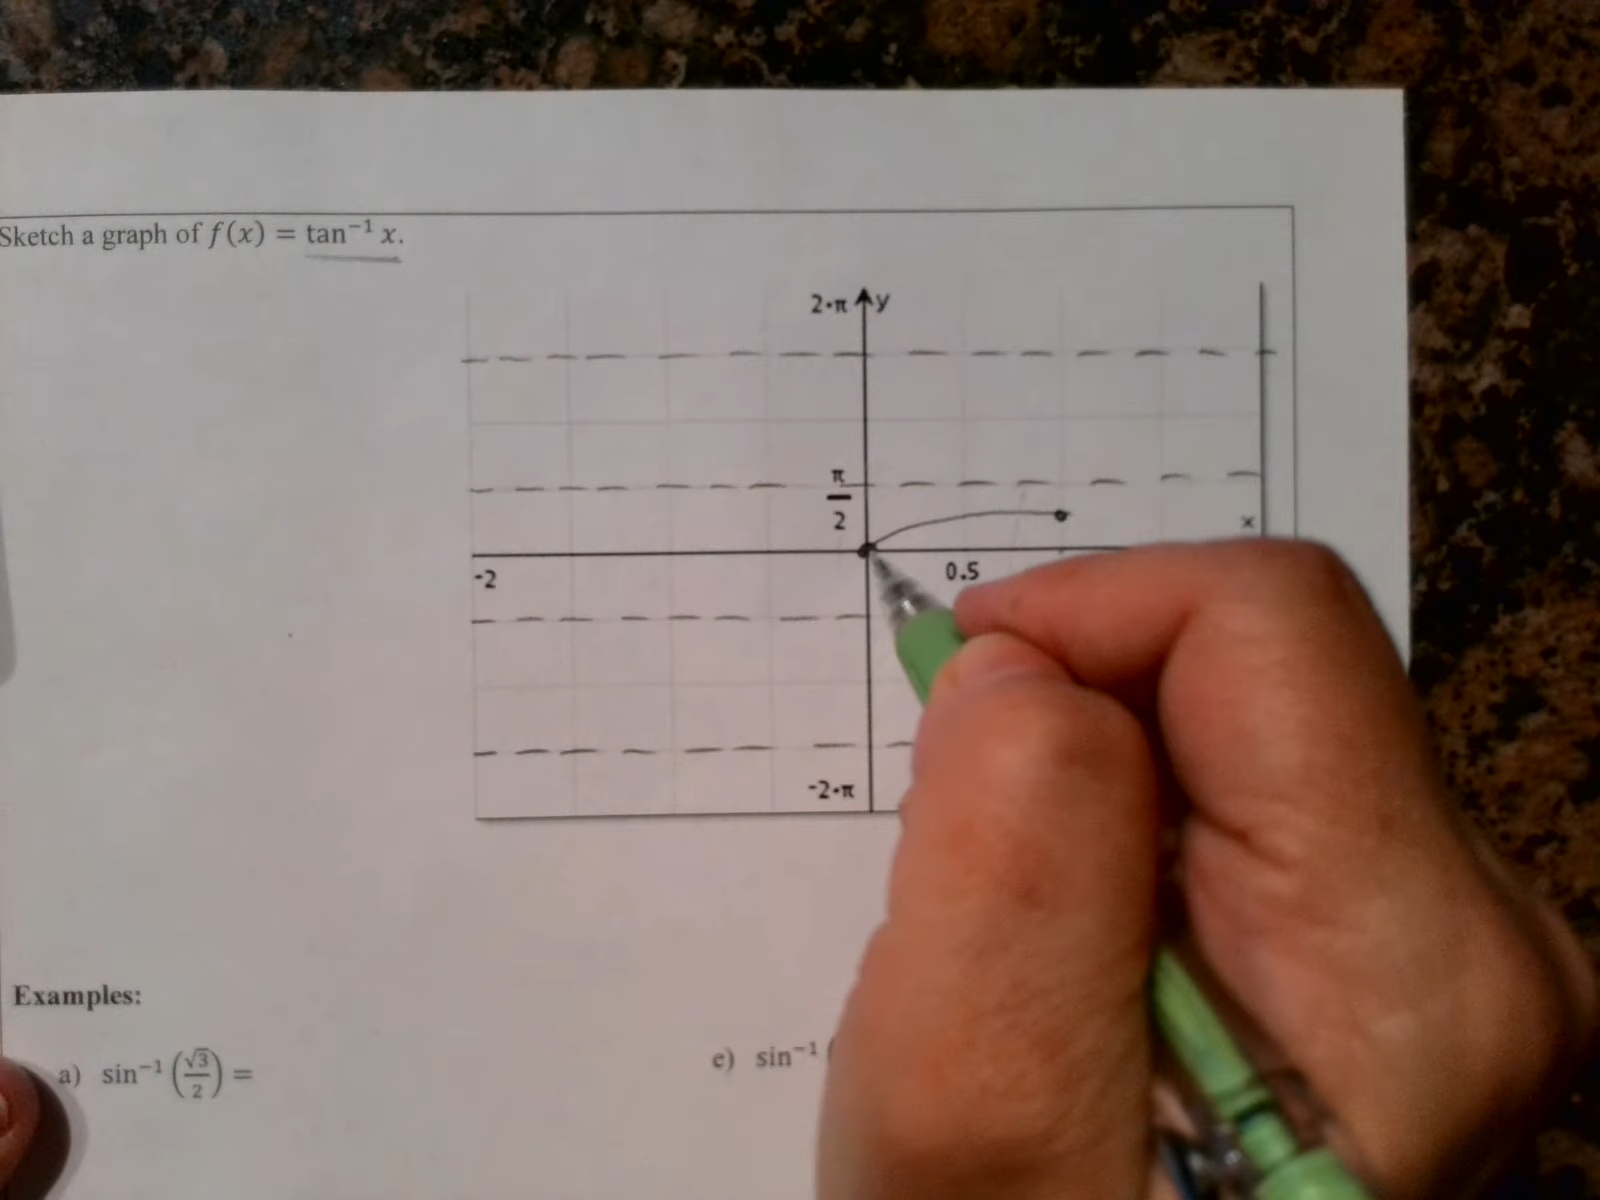 Sketch a graph of f(x) = tan⁻¹ x.
2·π y
π
2
x
-2 0.5
-2·π
Examples:
a) sin⁻¹ (√3/2) =
e) sin⁻¹ (